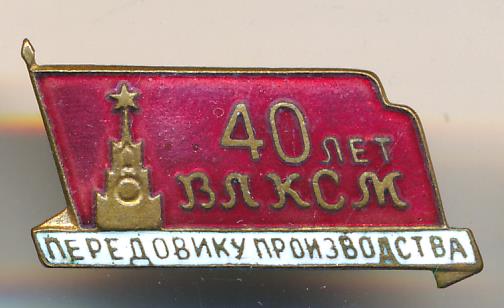 40 ЛЕТ
ВЛКСМ
ПЕРЕДОВИКУ ПРОИЗВОДСТВА